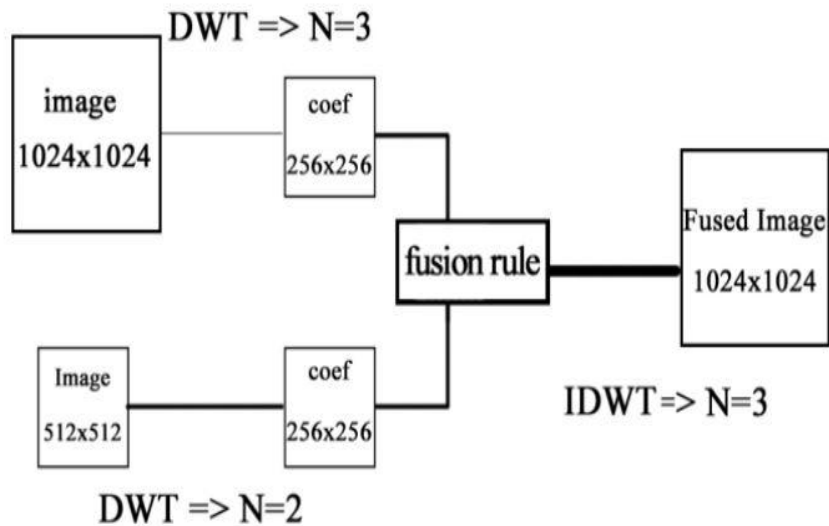 DWT => N=3
image
1024x1024
coef
256x256
fusion rule
Fused Image
1024x1024
Image
512x512
coef
256x256
IDWT=> N=3
DWT => N=2